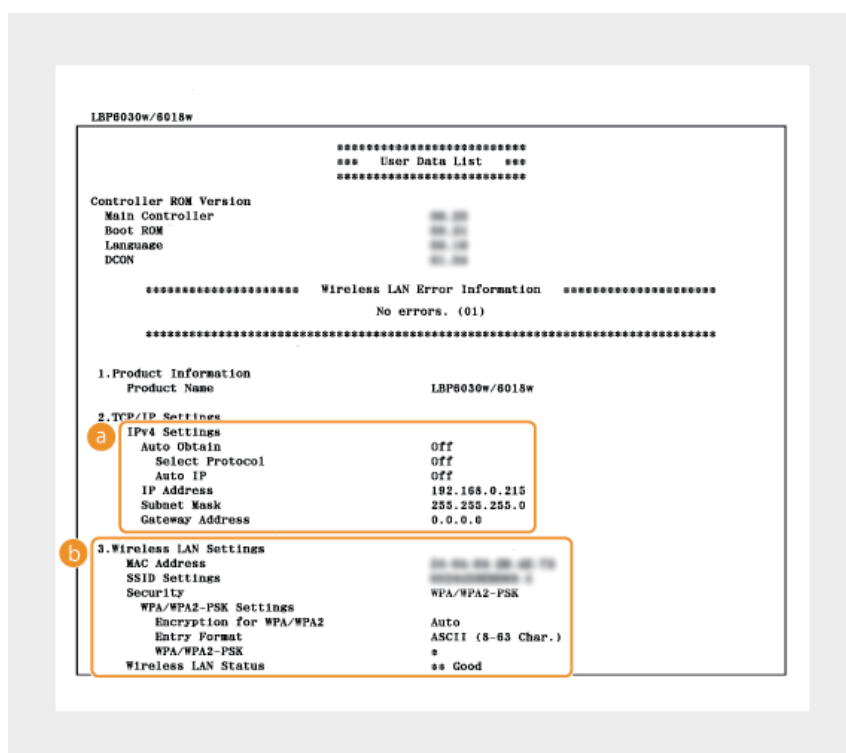 LBP6030w/6018w
**************************
*** User Data List ***
**************************
Controller ROM Version
Main Controller
Boot ROM
Language
DCON
********************* Wireless LAN Error Information *********************
No errors. (01)
******************************************************************************
1.Product Information
Product Name LBP6030w/6018w
2.TCP/IP Settings
a
IPv4 Settings
Auto Obtain Off
Select Protocol Off
Auto IP Off
IP Address 192.168.0.215
Subnet Mask 255.255.255.0
Gateway Address 0.0.0.0
b
3.Wireless LAN Settings
MAC Address
SSID Settings
Security WPA/WPA2-PSK
WPA/WPA2-PSK Settings
Encryption for WPA/WPA2 Auto
Entry Format ASCII (8-63 Char.)
WPA/WPA2-PSK *
Wireless LAN Status ** Good